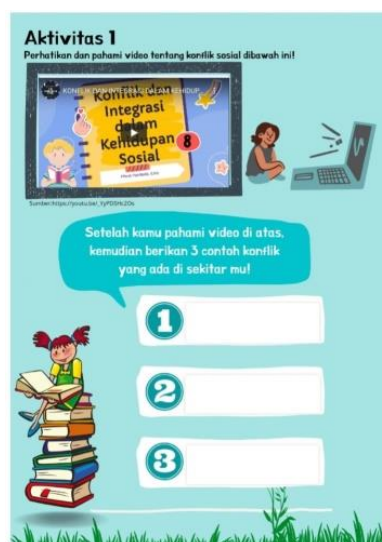 Aktivitas 1
Perhatikan dan pahami video tentang konflik sosial dibawah ini!
KONFLIK DAN INTEGRASI DALAM KEHIDUP...
Konflik
Integrasi
dalam
Kehidupan 8
Sosial
Setelah kamu pahami video di atas,
kemudian berikan 3 contoh konflik
yang ada di sekitar mu!
1
2
3